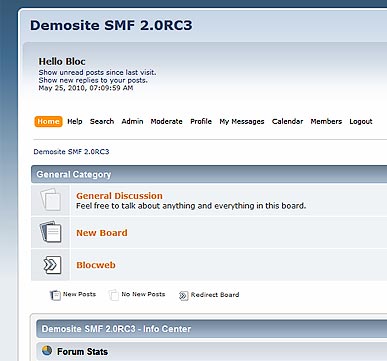 Demosite SMF 2.0RC3
Hello Bloc
Show unread posts since last visit.
Show new replies to your posts.
May 25, 2010, 07:09:59 AM
Home Help Search Admin Moderate Profile My Messages Calendar Members Logout
Demosite SMF 2.0RC3
General Category
General Discussion
Feel free to talk about anything and everything in this board.
New Board
Blocweb
New Posts No New Posts Redirect Board
Demosite SMF 2.0RC3 - Info Center
Forum Stats